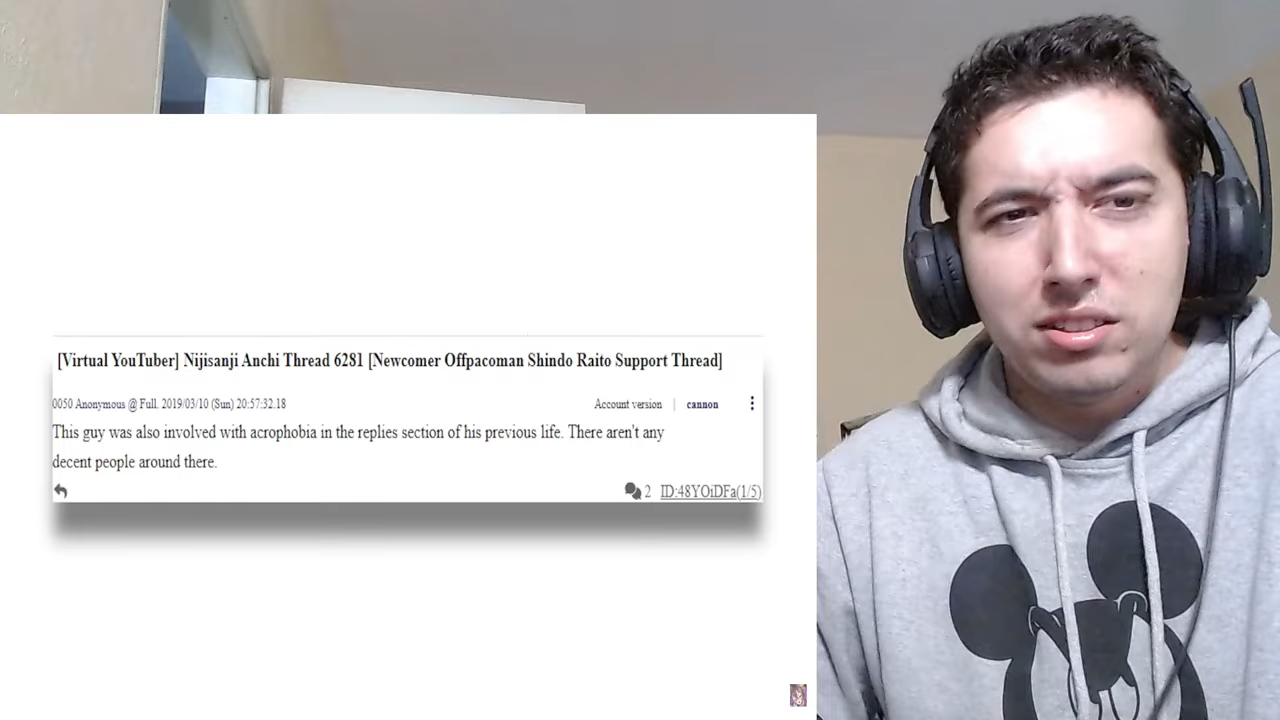 [Virtual YouTuber] Nijisanji Anchi Thread 6281 [Newcomer Offpacoman Shindo Raito Support Thread]
0050 Anonymous @ Full. 2019/03/10 (Sun) 20:57:32.18 Account version | cannon
This guy was also involved with acrophobia in the replies section of his previous life. There aren't any
decent people around there.
2 ID:48YOiDFa(1/5)